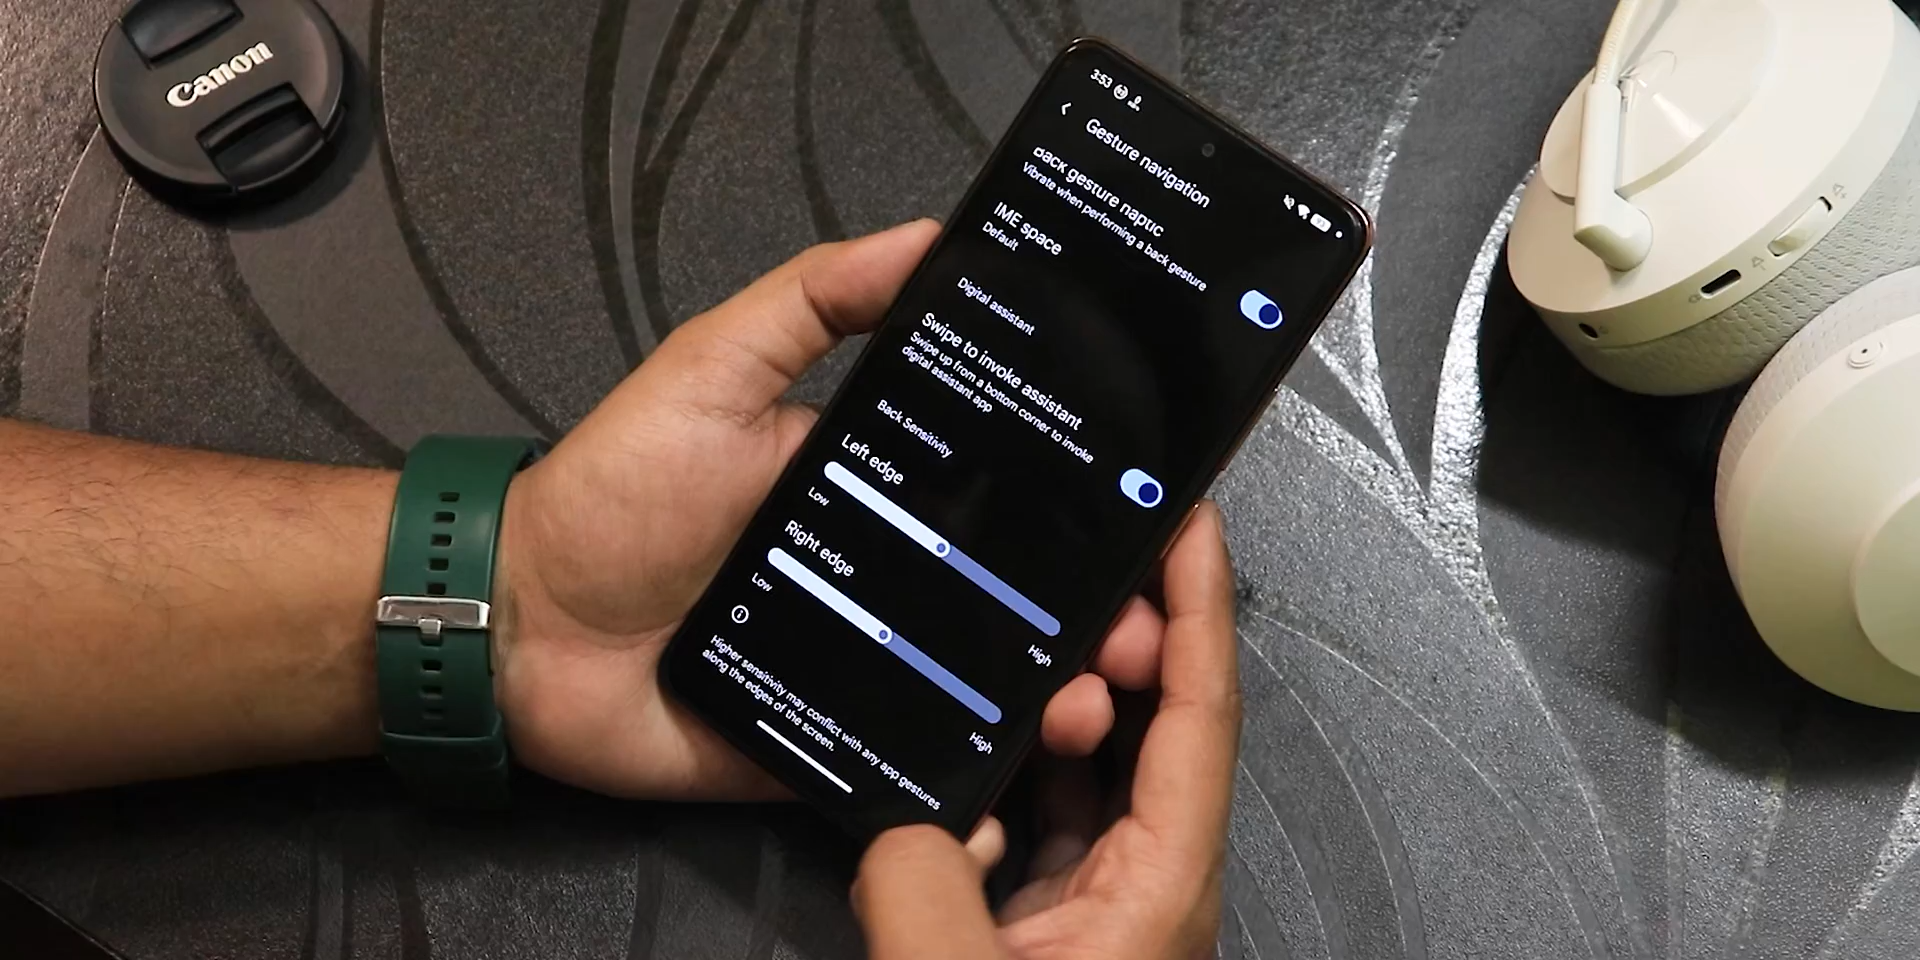 Canon
3:53
Gesture navigation
Back gesture haptic
Vibrate when performing a back gesture
IME space
Default
Digital assistant
Swipe to invoke assistant
Swipe up from a bottom corner to invoke
digital assistant app
Back Sensitivity
Left edge
Low
High
Right edge
Low
High
Higher sensitivity may conflict with any app gestures
along the edges of the screen.